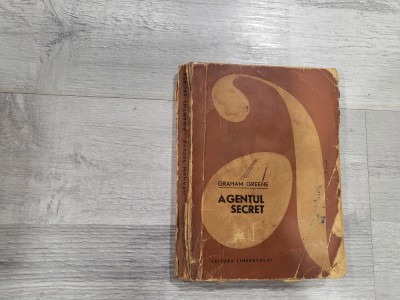 a
GRAHAM GREENE
AGENTUL
SECRET
EDITURA TINERETULUI